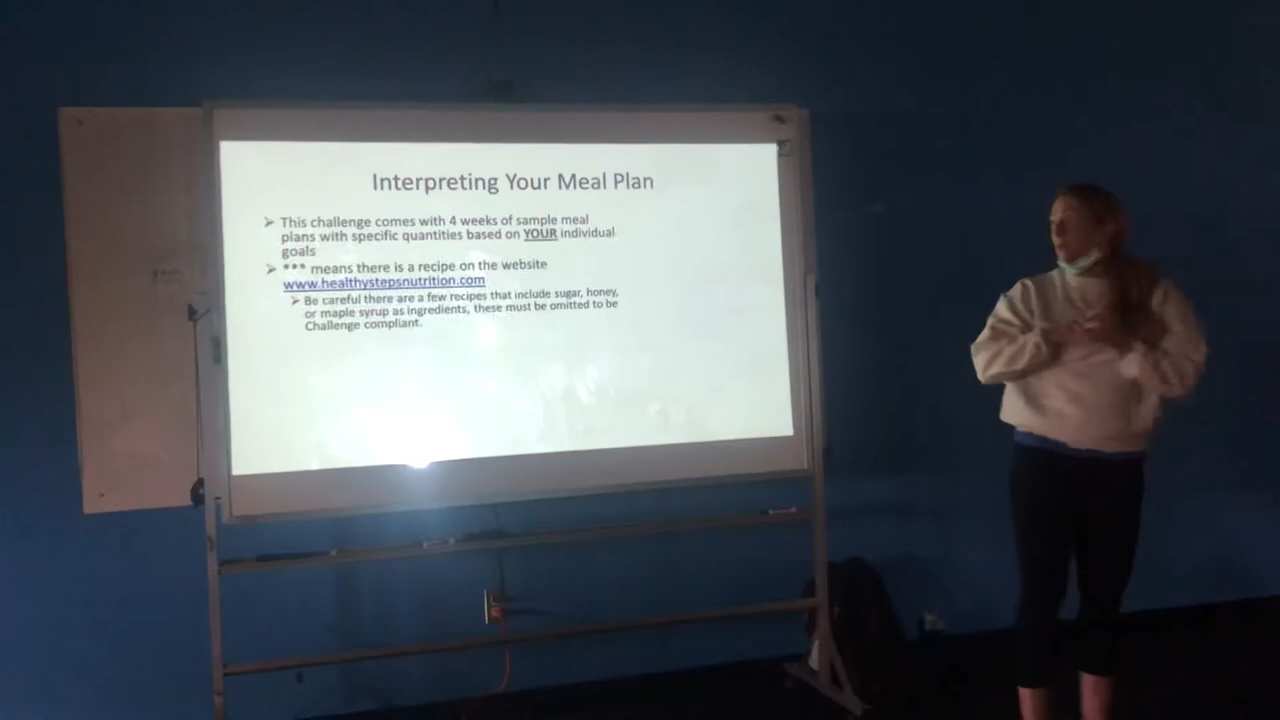 Interpreting Your Meal Plan
➢ This challenge comes with 4 weeks of sample meal
plans with specific quantities based on YOUR individual
goals
➢ *** means there is a recipe on the website
www.healthystepsnutrition.com
➢ Be careful there are a few recipes that include sugar, honey,
or maple syrup as ingredients, these must be omitted to be
Challenge compliant.